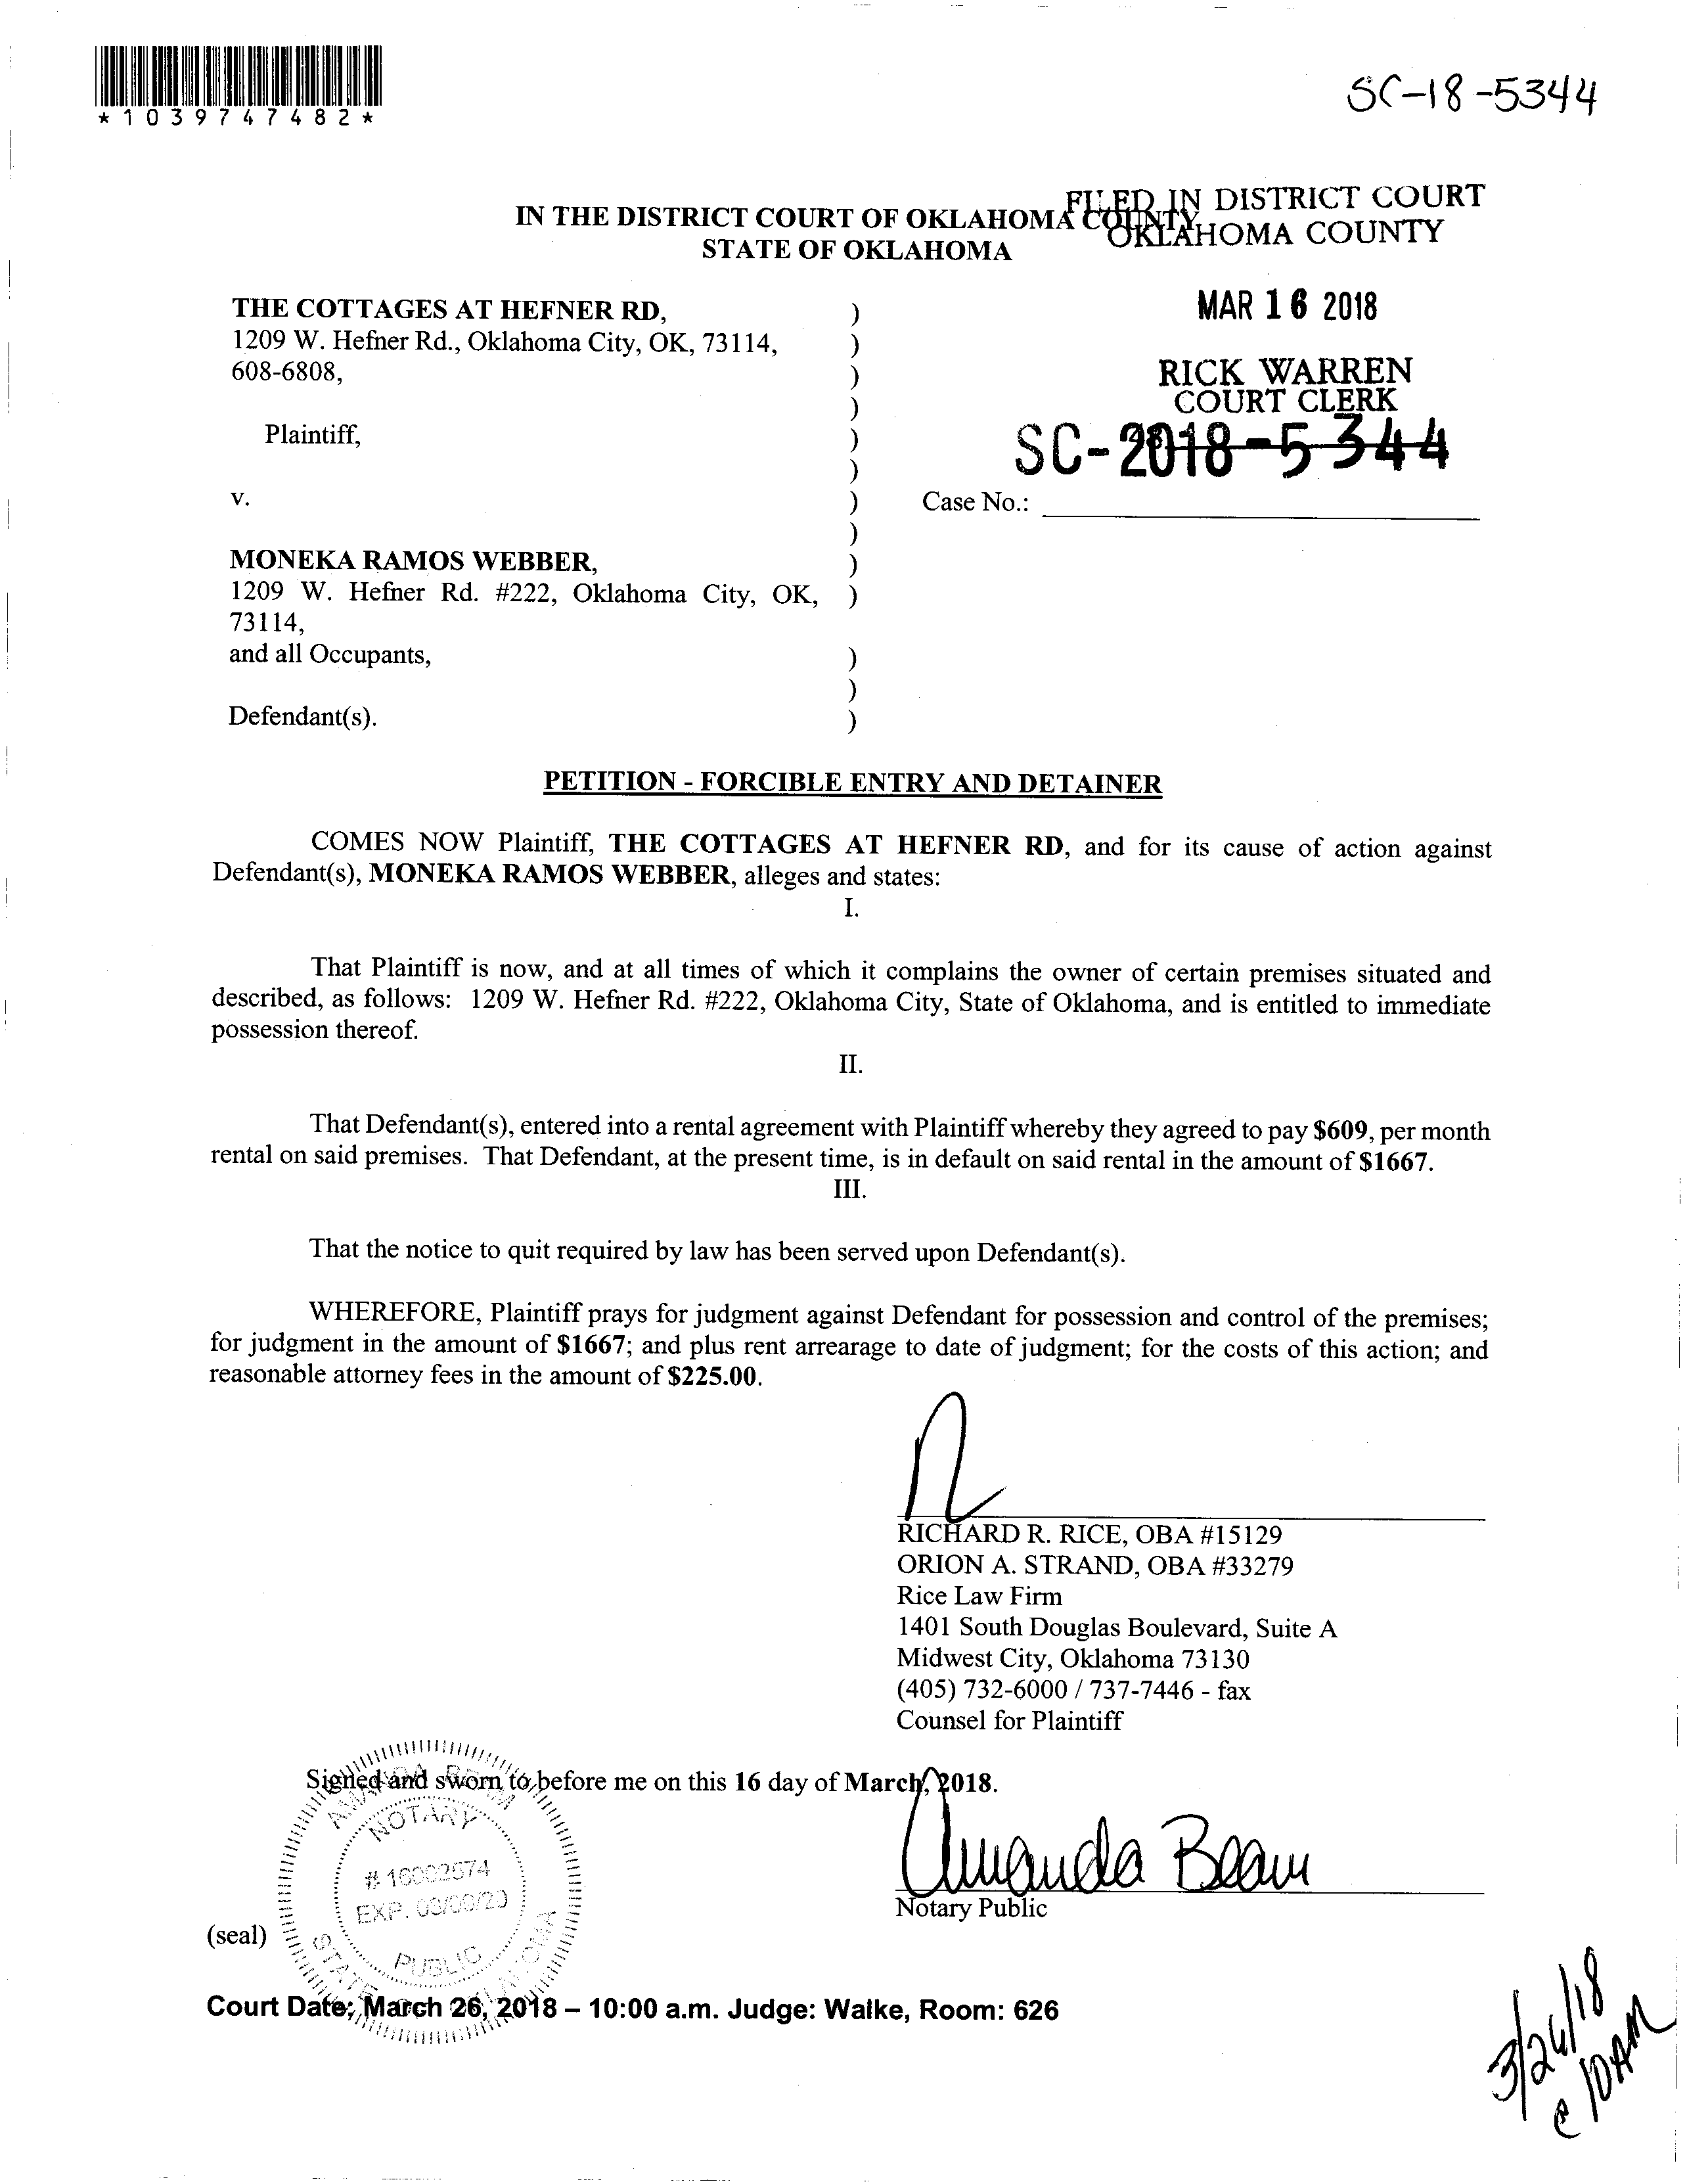 *1039747482*
SC-18-5344
IN THE DISTRICT COURT OF OKLAHOMA COUNTY
STATE OF OKLAHOMA
FILED IN DISTRICT COURT
OKLAHOMA COUNTY
MAR 16 2018
RICK WARREN
COURT CLERK
SC-2018-5344
Case No.:
THE COTTAGES AT HEFNER RD, )
1209 W. Hefner Rd., Oklahoma City, OK, 73114, )
608-6808, )
)
Plaintiff, )
)
v. )
)
MONEKA RAMOS WEBBER, )
1209 W. Hefner Rd. #222, Oklahoma City, OK, )
73114,
and all Occupants, )
)
Defendant(s). )
PETITION - FORCIBLE ENTRY AND DETAINER
COMES NOW Plaintiff, THE COTTAGES AT HEFNER RD, and for its cause of action against
Defendant(s), MONEKA RAMOS WEBBER, alleges and states:
I.
That Plaintiff is now, and at all times of which it complains the owner of certain premises situated and
described, as follows: 1209 W. Hefner Rd. #222, Oklahoma City, State of Oklahoma, and is entitled to immediate
possession thereof.
II.
That Defendant(s), entered into a rental agreement with Plaintiff whereby they agreed to pay $609, per month
rental on said premises. That Defendant, at the present time, is in default on said rental in the amount of $1667.
III.
That the notice to quit required by law has been served upon Defendant(s).
WHEREFORE, Plaintiff prays for judgment against Defendant for possession and control of the premises;
for judgment in the amount of $1667; and plus rent arrearage to date of judgment; for the costs of this action; and
reasonable attorney fees in the amount of $225.00.
RICHARD R. RICE, OBA #15129
ORION A. STRAND, OBA #33279
Rice Law Firm
1401 South Douglas Boulevard, Suite A
Midwest City, Oklahoma 73130
(405) 732-6000 / 737-7446 - fax
Counsel for Plaintiff
Signed and sworn to before me on this 16 day of March, 2018.
Amanda Beam
Notary Public
AMANDA BEAM
NOTARY
# 16002574
EXP.
PUBLIC
STATE OF OKLAHOMA
(seal)
Court Date: March 26, 2018 – 10:00 a.m. Judge: Walke, Room: 626
3/26/18
@ 10AM